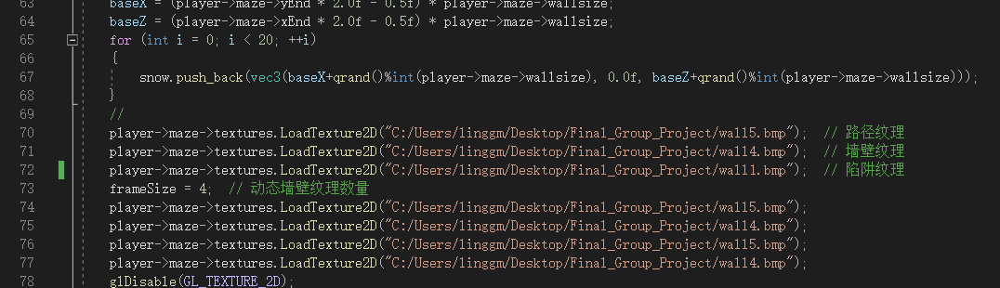 63 baseX = (player->maze->yEnd * 2.0f - 0.5f) * player->maze->wallsize;
64 baseZ = (player->maze->xEnd * 2.0f - 0.5f) * player->maze->wallsize;
65 for (int i = 0; i < 20; ++i)
66 {
67 snow.push_back(vec3(baseX+qrand()%int(player->maze->wallsize), 0.0f, baseZ+qrand()%int(player->maze->wallsize)));
68 }
69 //
70 player->maze->textures.LoadTexture2D("C:/Users/linggm/Desktop/Final_Group_Project/wall5.bmp"); // 路径纹理
71 player->maze->textures.LoadTexture2D("C:/Users/linggm/Desktop/Final_Group_Project/wall4.bmp"); // 墙壁纹理
72 player->maze->textures.LoadTexture2D("C:/Users/linggm/Desktop/Final_Group_Project/wall1.bmp"); // 陷阱纹理
73 frameSize = 4; // 动态墙壁纹理数量
74 player->maze->textures.LoadTexture2D("C:/Users/linggm/Desktop/Final_Group_Project/wall5.bmp");
75 player->maze->textures.LoadTexture2D("C:/Users/linggm/Desktop/Final_Group_Project/wall4.bmp");
76 player->maze->textures.LoadTexture2D("C:/Users/linggm/Desktop/Final_Group_Project/wall5.bmp");
77 player->maze->textures.LoadTexture2D("C:/Users/linggm/Desktop/Final_Group_Project/wall4.bmp");
78 glDisable(GL_TEXTURE_2D);